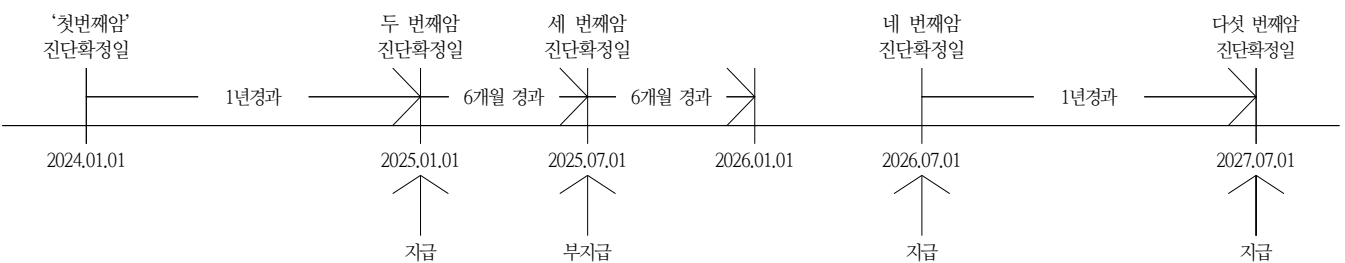 ‘첫번째암’
진단확정일
두 번째암
진단확정일
세 번째암
진단확정일
네 번째암
진단확정일
다섯 번째암
진단확정일
1년경과
6개월 경과
6개월 경과
1년경과
2024.01.01
2025.01.01
2025.07.01
2026.01.01
2026.07.01
2027.07.01
지급
부지급
지급
지급